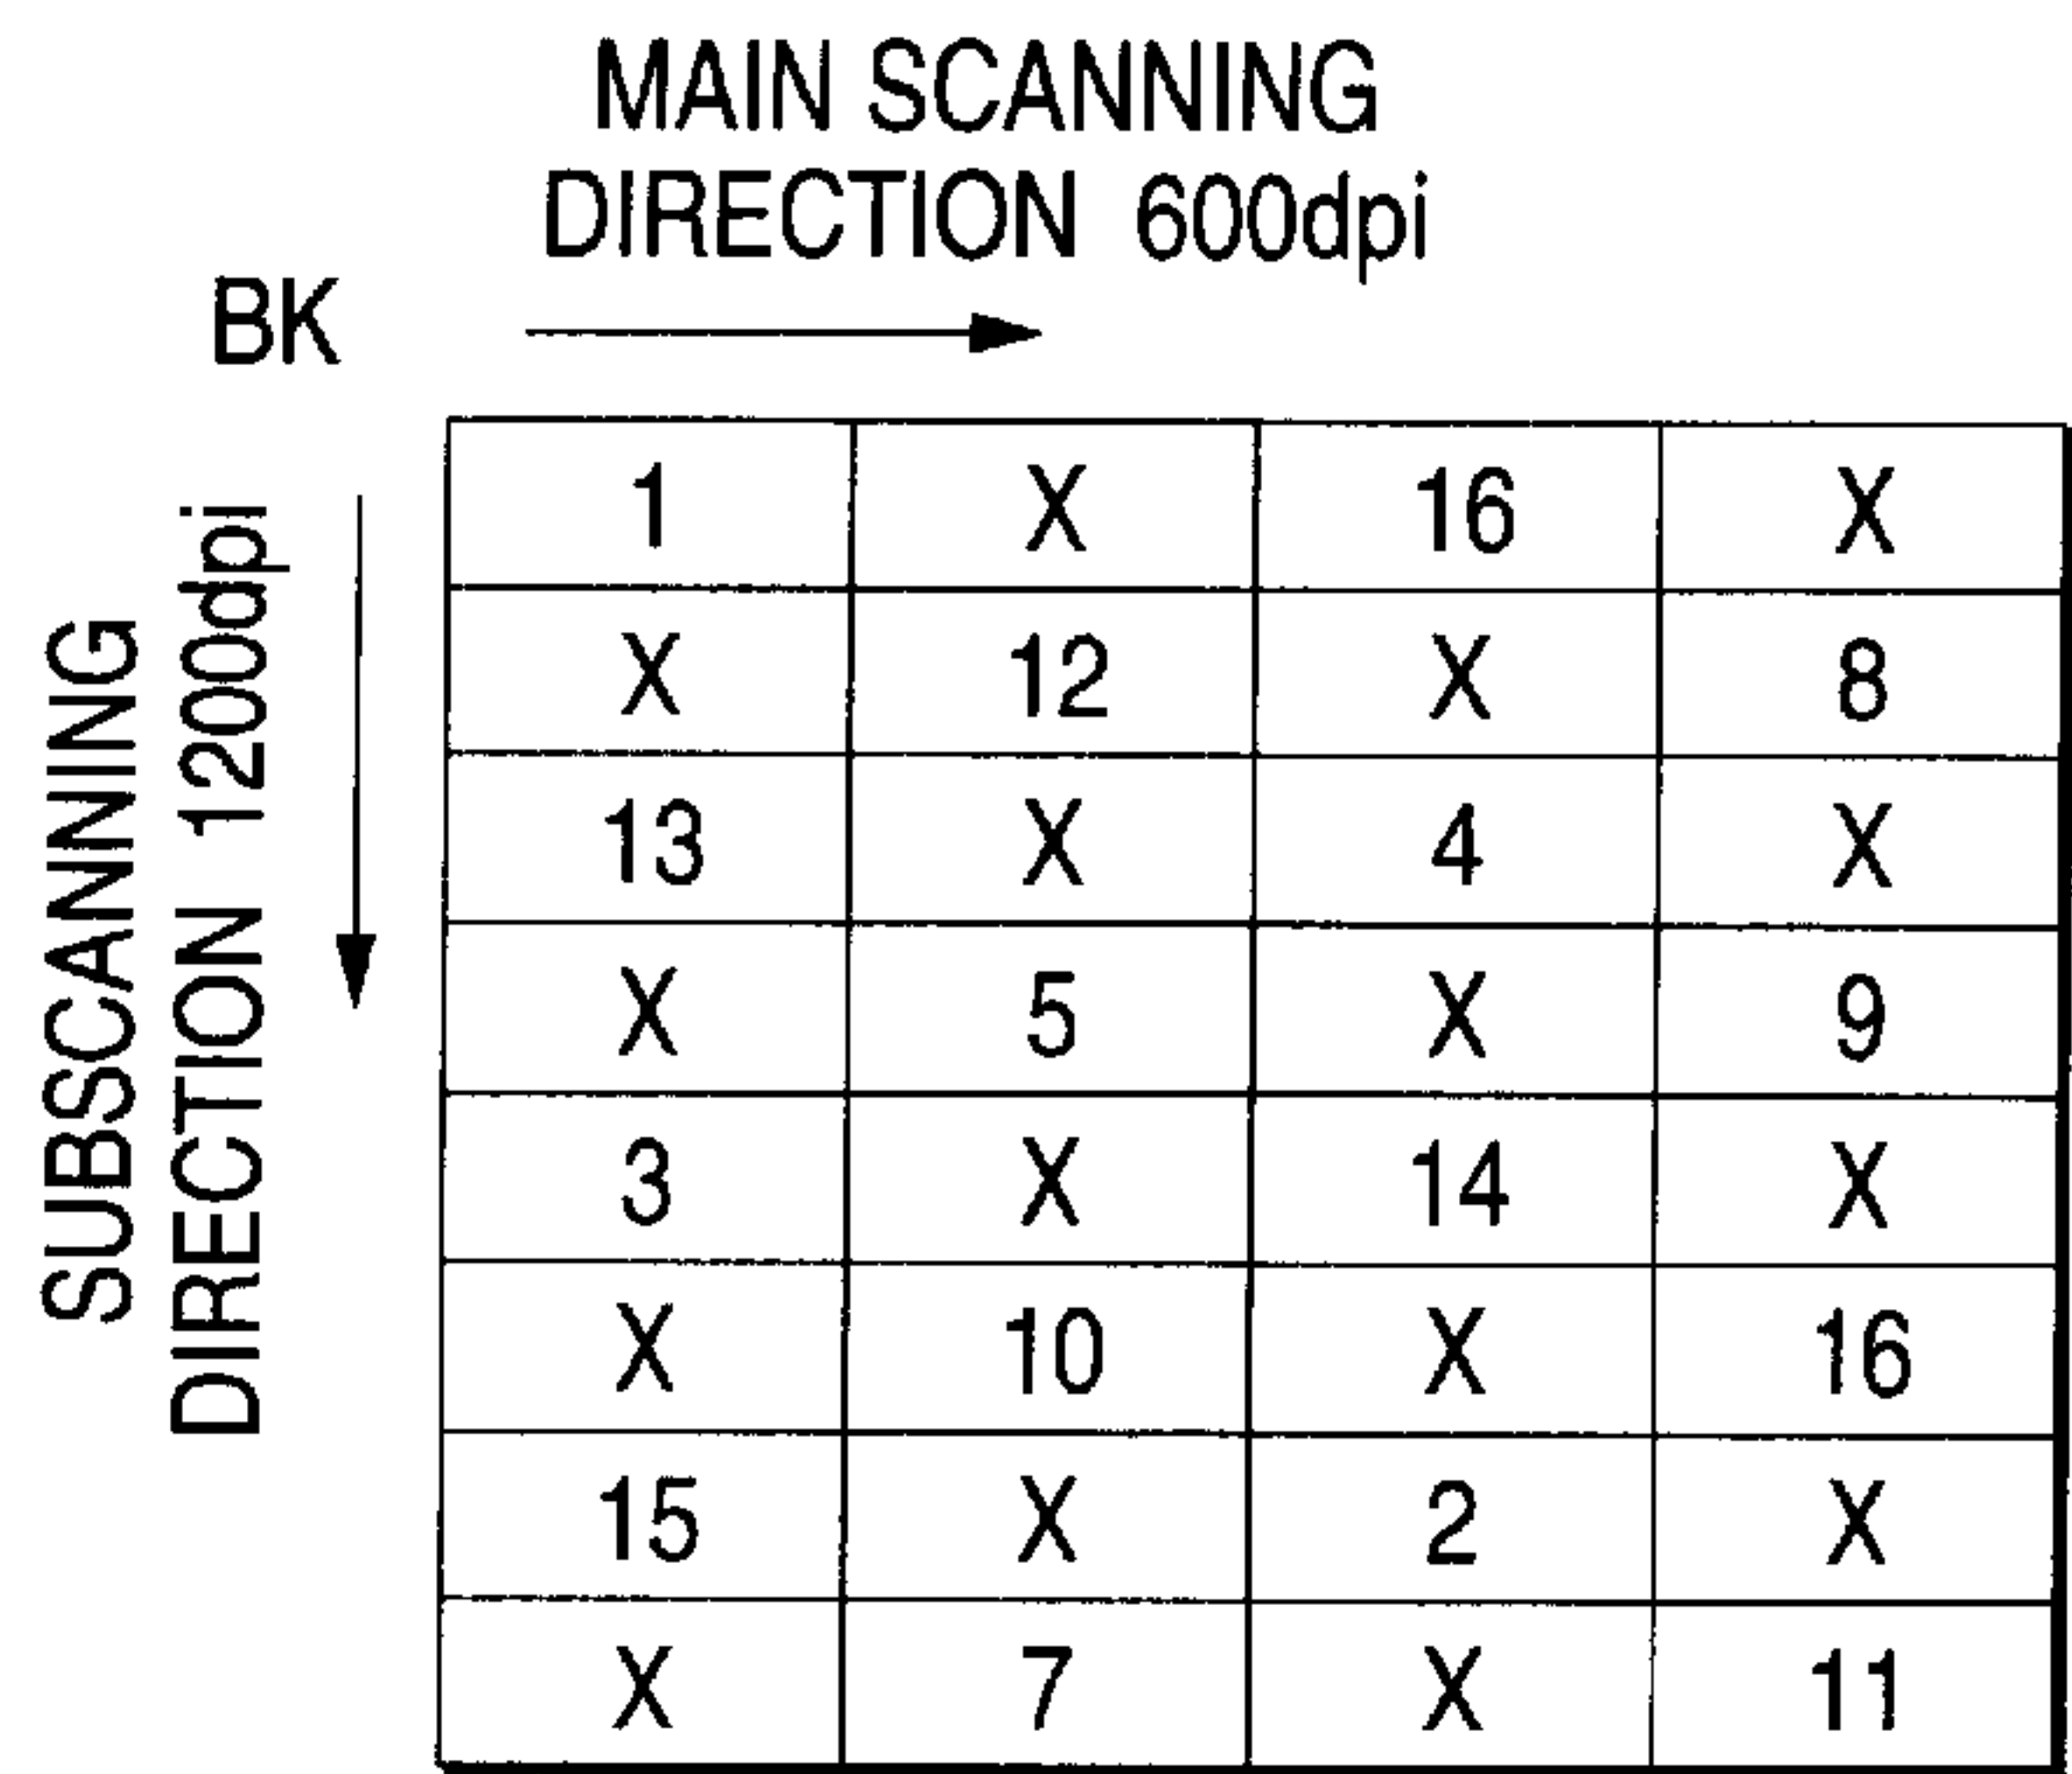 MAIN SCANNING
DIRECTION 600dpi
BK
SUBSCANNING
DIRECTION 1200dpi
1 X 16 X
X 12 X 8
13 X 4 X
X 5 X 9
3 X 14 X
X 10 X 16
15 X 2 X
X 7 X 11